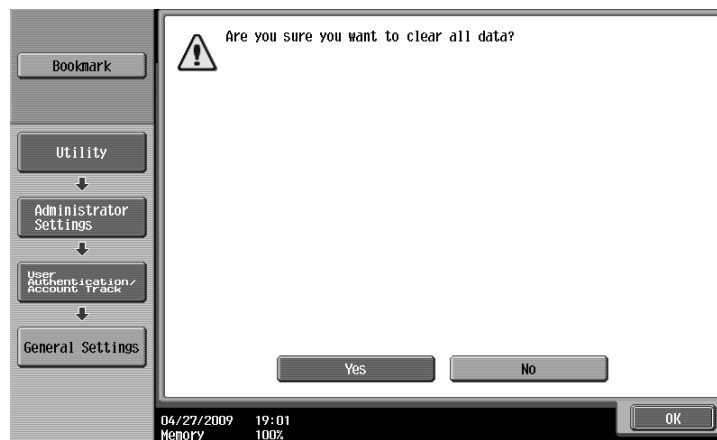 Are you sure you want to clear all data?
Bookmark
Utility
Administrator
Settings
User
Authentication/
Account Track
General Settings
Yes
No
04/27/2009 19:01
Memory 100%
OK